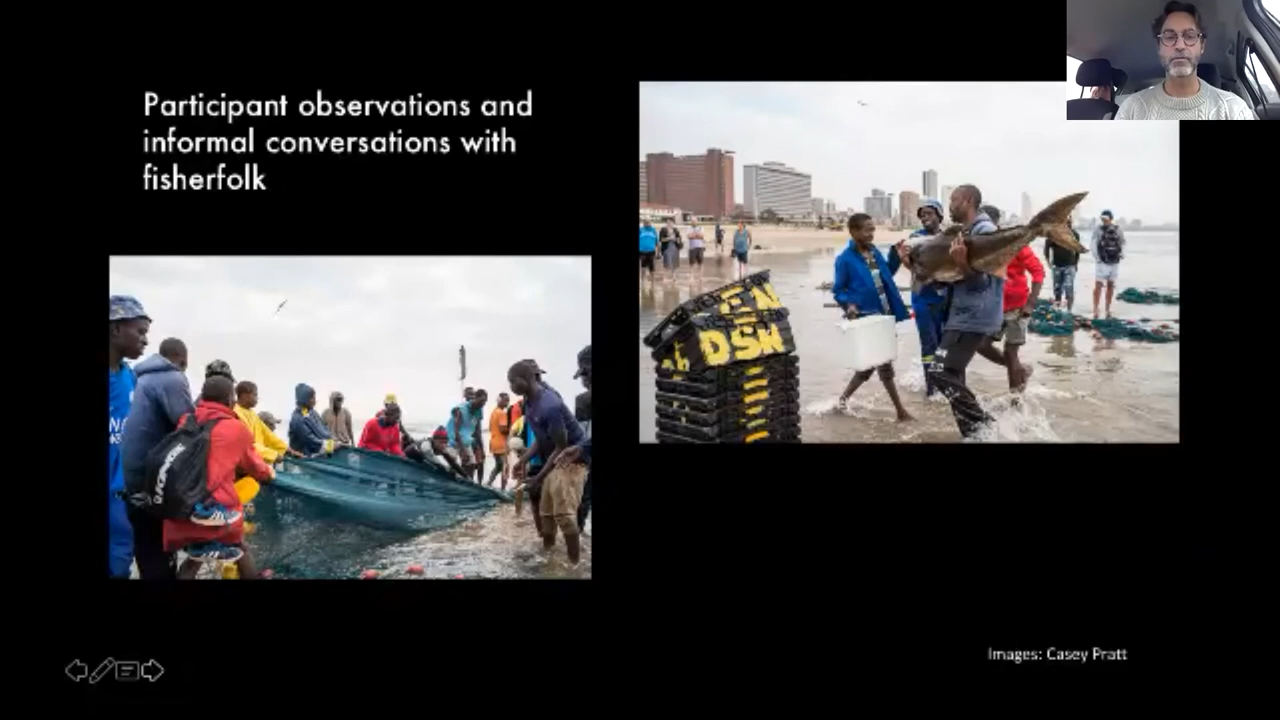 Participant observations and
informal conversations with
fisherfolk
DSN
Images: Casey Pratt